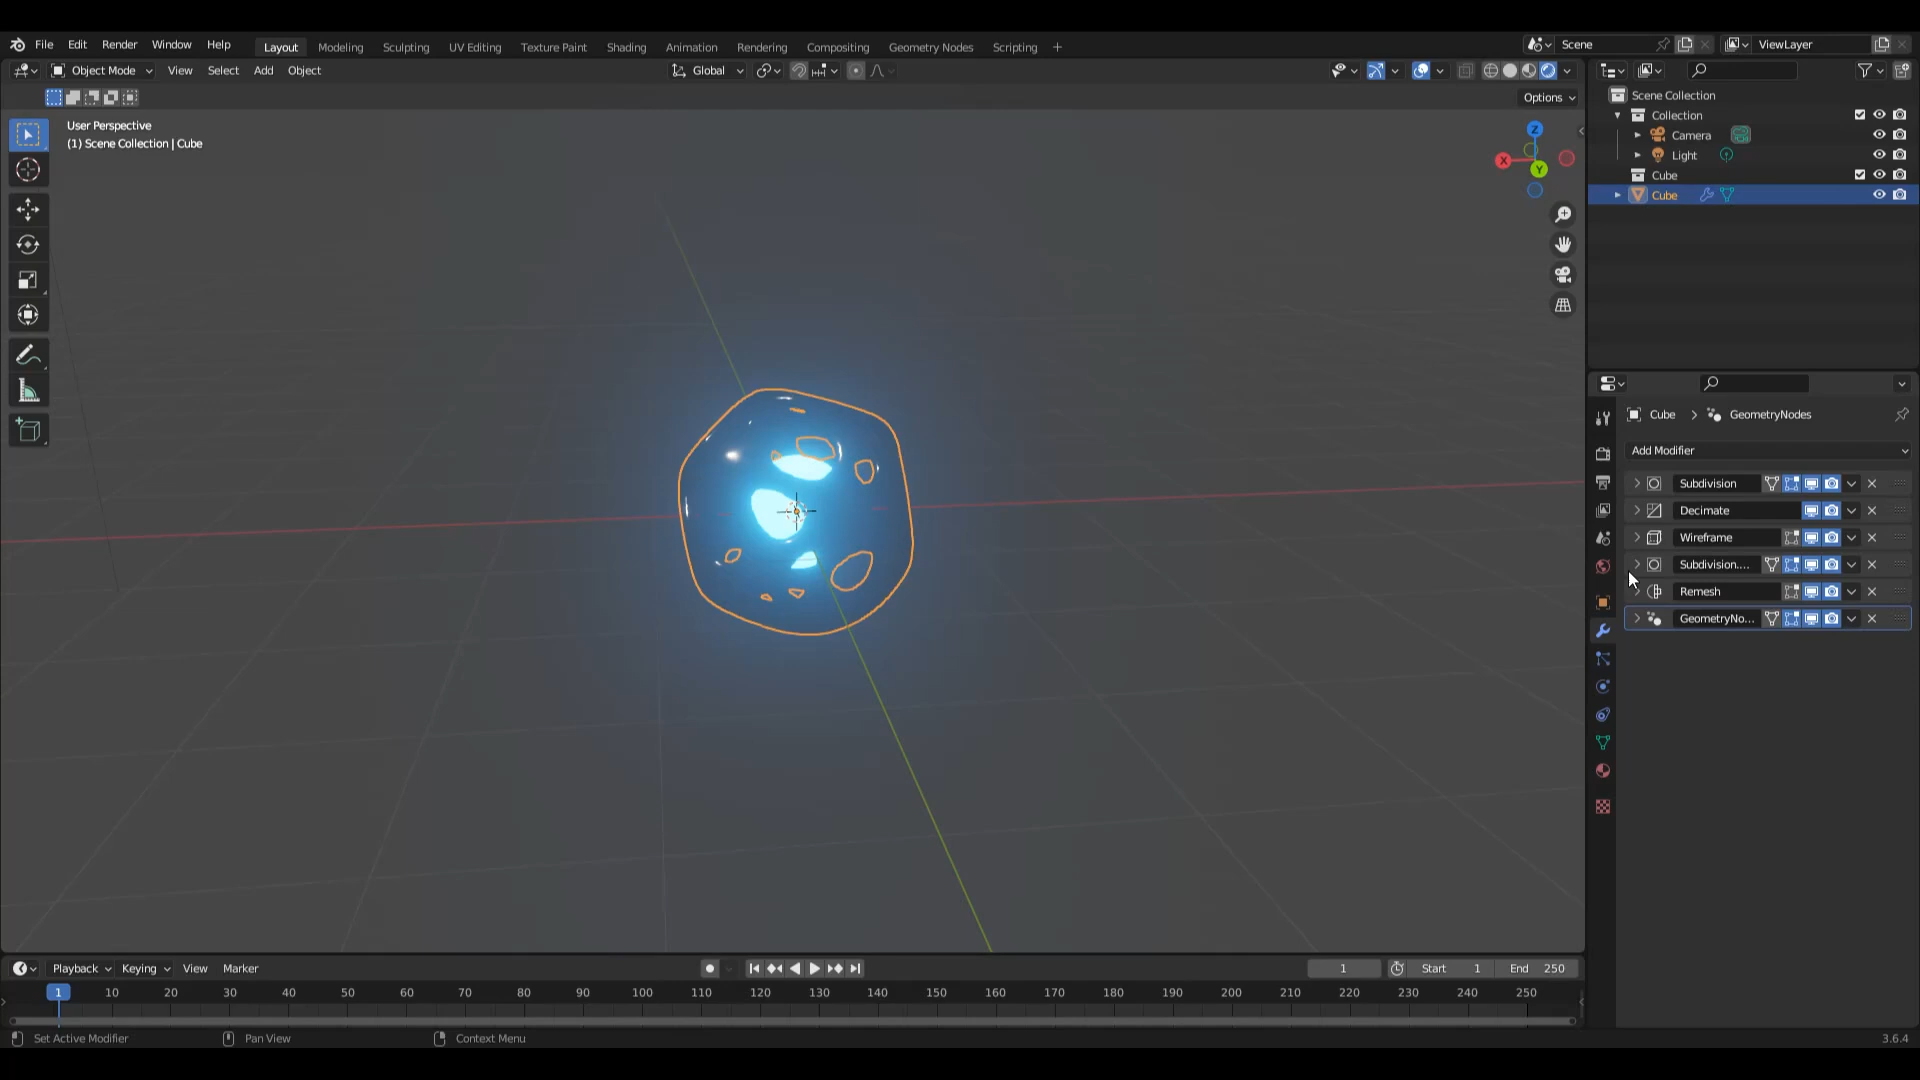 File Edit Render Window Help Layout Modeling Sculpting UV Editing Texture Paint Shading Animation Rendering Compositing Geometry Nodes Scripting + Scene ViewLayer
Object Mode View Select Add Object Global
Options
User Perspective
(1) Scene Collection | Cube
Z
X
Y
Scene Collection
Collection
Camera
Light
Cube
Cube
Cube > GeometryNodes
Add Modifier
Subdivision
Decimate
Wireframe
Subdivision....
Remesh
GeometryNo...
Playback Keying View Marker 1 Start 1 End 250
1 10 20 30 40 50 60 70 80 90 100 110 120 130 140 150 160 170 180 190 200 210 220 230 240 250
Set Active Modifier Pan View Context Menu 3.6.4